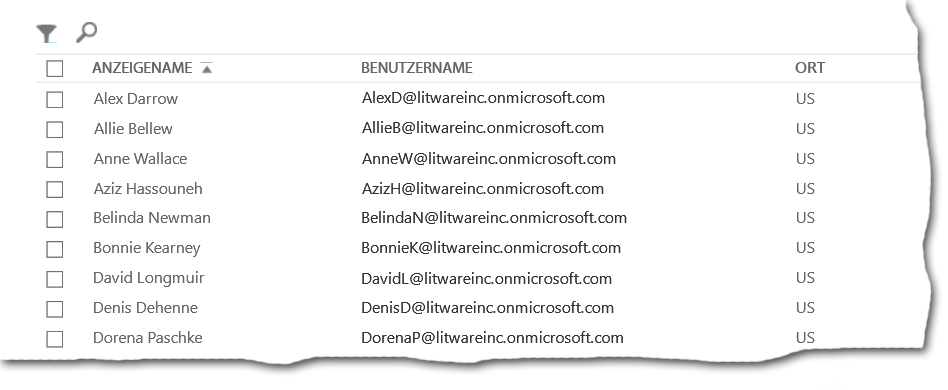 ANZEIGENAME BENUTZERNAME ORT
Alex Darrow AlexD@litwareinc.onmicrosoft.com US
Allie Bellew AllieB@litwareinc.onmicrosoft.com US
Anne Wallace AnneW@litwareinc.onmicrosoft.com US
Aziz Hassouneh AzizH@litwareinc.onmicrosoft.com US
Belinda Newman BelindaN@litwareinc.onmicrosoft.com US
Bonnie Kearney BonnieK@litwareinc.onmicrosoft.com US
David Longmuir DavidL@litwareinc.onmicrosoft.com US
Denis Dehenne DenisD@litwareinc.onmicrosoft.com US
Dorena Paschke DorenaP@litwareinc.onmicrosoft.com US